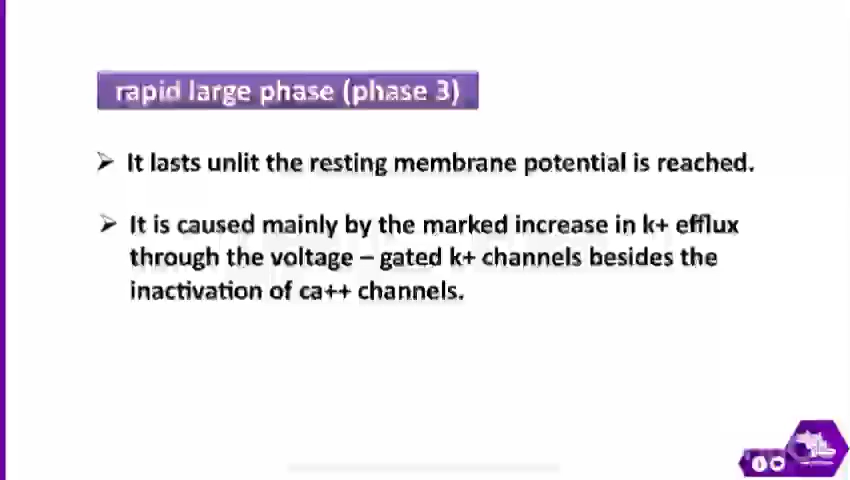 rapid large phase (phase 3)
It lasts unlit the resting membrane potential is reached.
It is caused mainly by the marked increase in k+ efflux
through the voltage – gated k+ channels besides the
inactivation of ca++ channels.